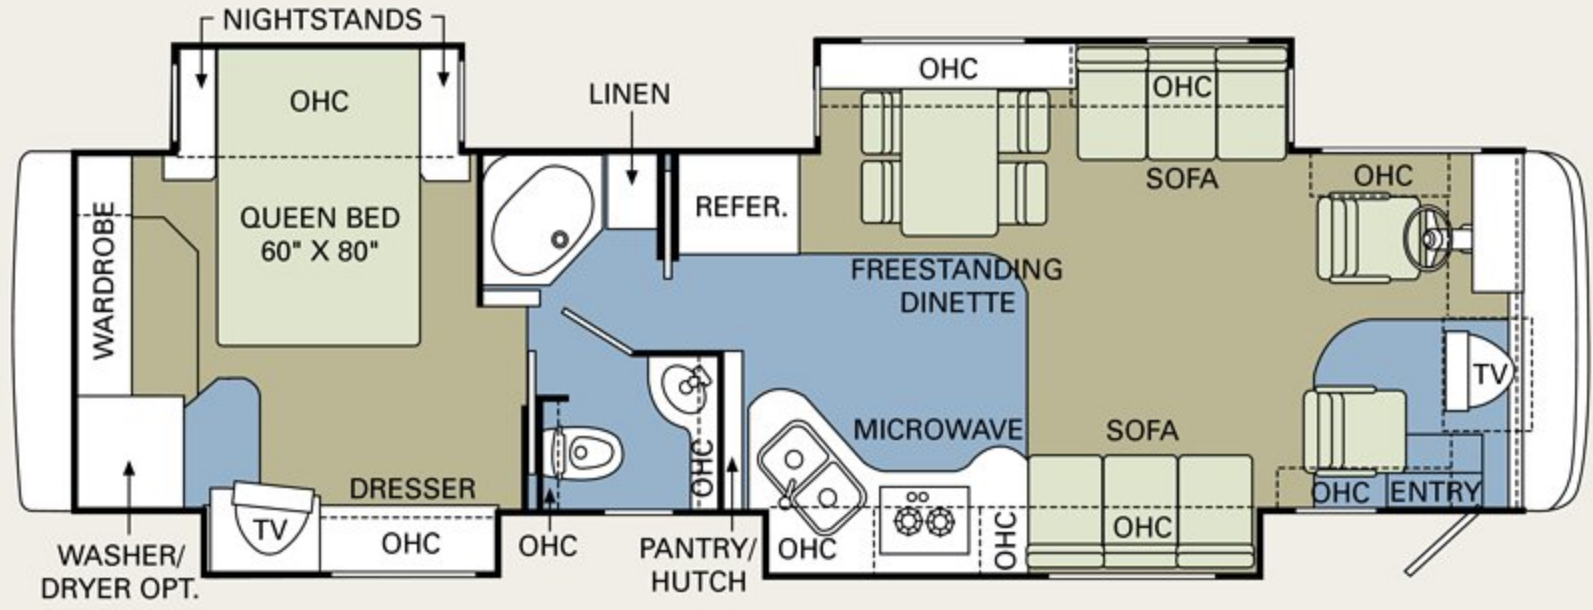 NIGHTSTANDS
OHC
LINEN
OHC
OHC
SOFA
OHC
REFER.
QUEEN BED
60" X 80"
WARDROBE
FREESTANDING
DINETTE
TV
MICROWAVE
SOFA
OHC
DRESSER
OHC
ENTRY
TV
OHC
OHC
PANTRY/
HUTCH
OHC
OHC
OHC
WASHER/
DRYER OPT.